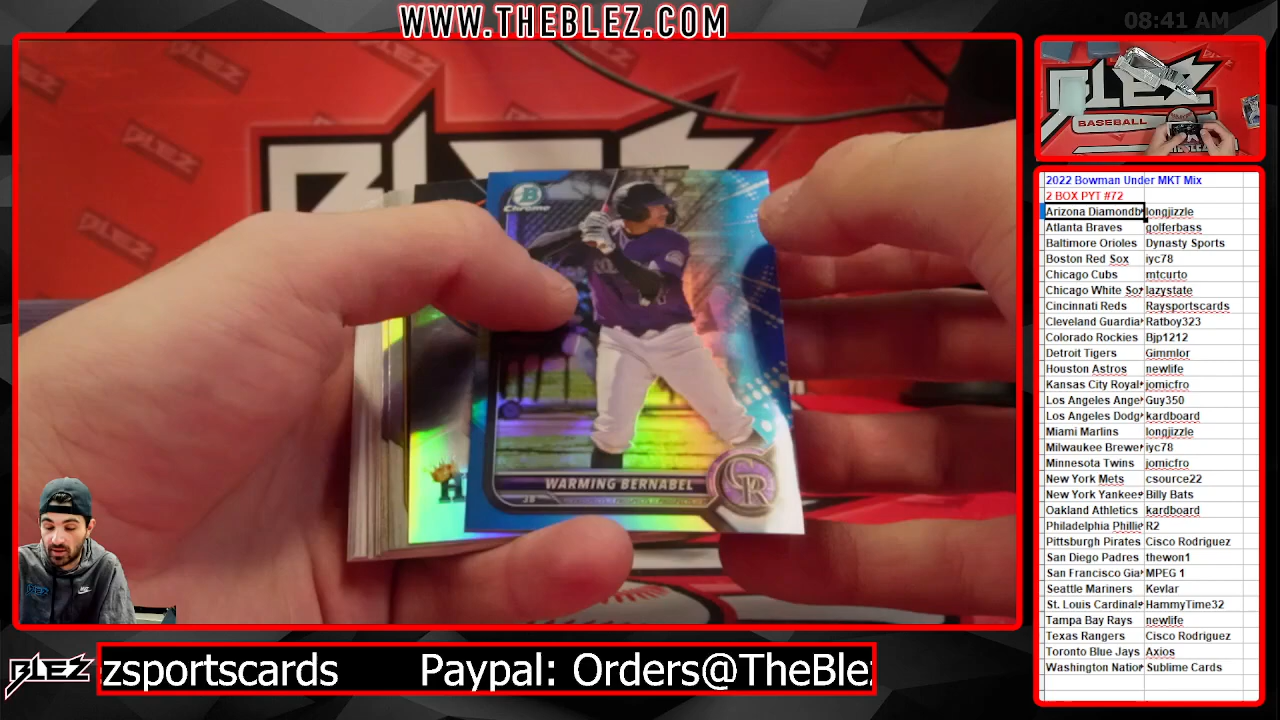 WWW.THEBLEZ.COM
08:41 AM
BLEZ
BASEBALL
Chrome
WARMING BERNABEL
3B
CR
2022 Bowman Under MKT Mix
2 BOX PYT #72
Arizona Diamondb longjizzle
Atlanta Braves golferbass
Baltimore Orioles Dynasty Sports
Boston Red Sox iyc78
Chicago Cubs mtcurto
Chicago White Sox lazystate
Cincinnati Reds Raysportscards
Cleveland Guardia Ratboy323
Colorado Rockies Bjp1212
Detroit Tigers Gimmlor
Houston Astros newlife
Kansas City Royal jomicfro
Los Angeles Ange Guy350
Los Angeles Dodg kardboard
Miami Marlins longjizzle
Milwaukee Brewe iyc78
Minnesota Twins jomicfro
New York Mets csource22
New York Yankees Billy Bats
Oakland Athletics kardboard
Philadelphia Phillie R2
Pittsburgh Pirates Cisco Rodriguez
San Diego Padres thewon1
San Francisco Gia MPEG 1
Seattle Mariners Kevlar
St. Louis Cardinals HammyTime32
Tampa Bay Rays newlife
Texas Rangers Cisco Rodriguez
Toronto Blue Jays Axios
Washington Nation Sublime Cards
BLEZ
zsportscards Paypal: Orders@TheBlez